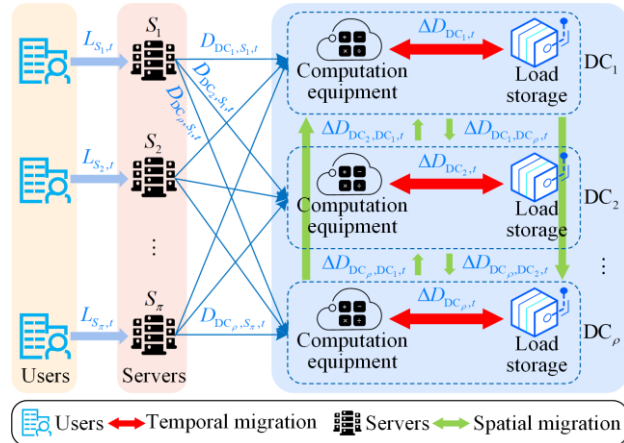 L_{S_1,t}
S_1
D_{DC_1,S_1,t}
D_{DC_2,S_1,t}
D_{DC_ρ,S_1,t}
Computation
equipment
ΔD_{DC_1,t}
Load
storage
DC_1
ΔD_{DC_2,DC_1,t}
ΔD_{DC_1,DC_ρ,t}
L_{S_2,t}
S_2
Computation
equipment
ΔD_{DC_2,t}
Load
storage
DC_2
⋮
ΔD_{DC_ρ,DC_1,t}
ΔD_{DC_ρ,DC_2,t}
⋮
L_{S_π,t}
S_π
D_{DC_ρ,S_π,t}
Computation
equipment
ΔD_{DC_ρ,t}
Load
storage
DC_ρ
Users
Servers
Users Temporal migration Servers Spatial migration